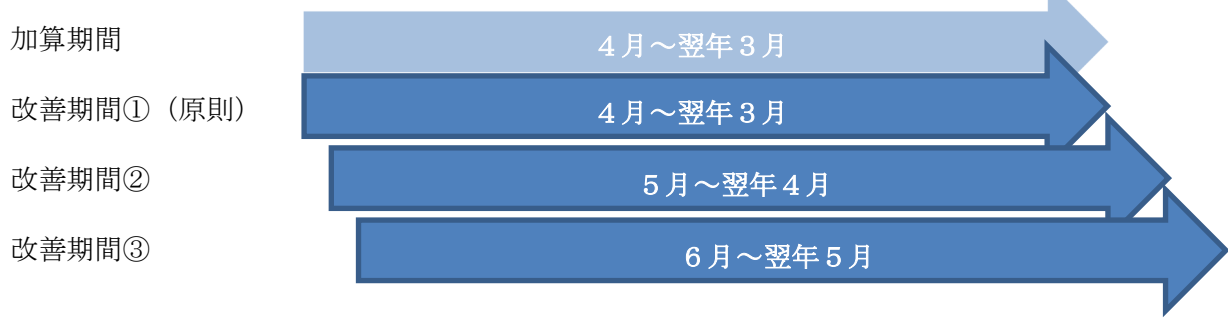 加算期間
４月～翌年３月
改善期間①（原則）
４月～翌年３月
改善期間②
５月～翌年４月
改善期間③
６月～翌年５月